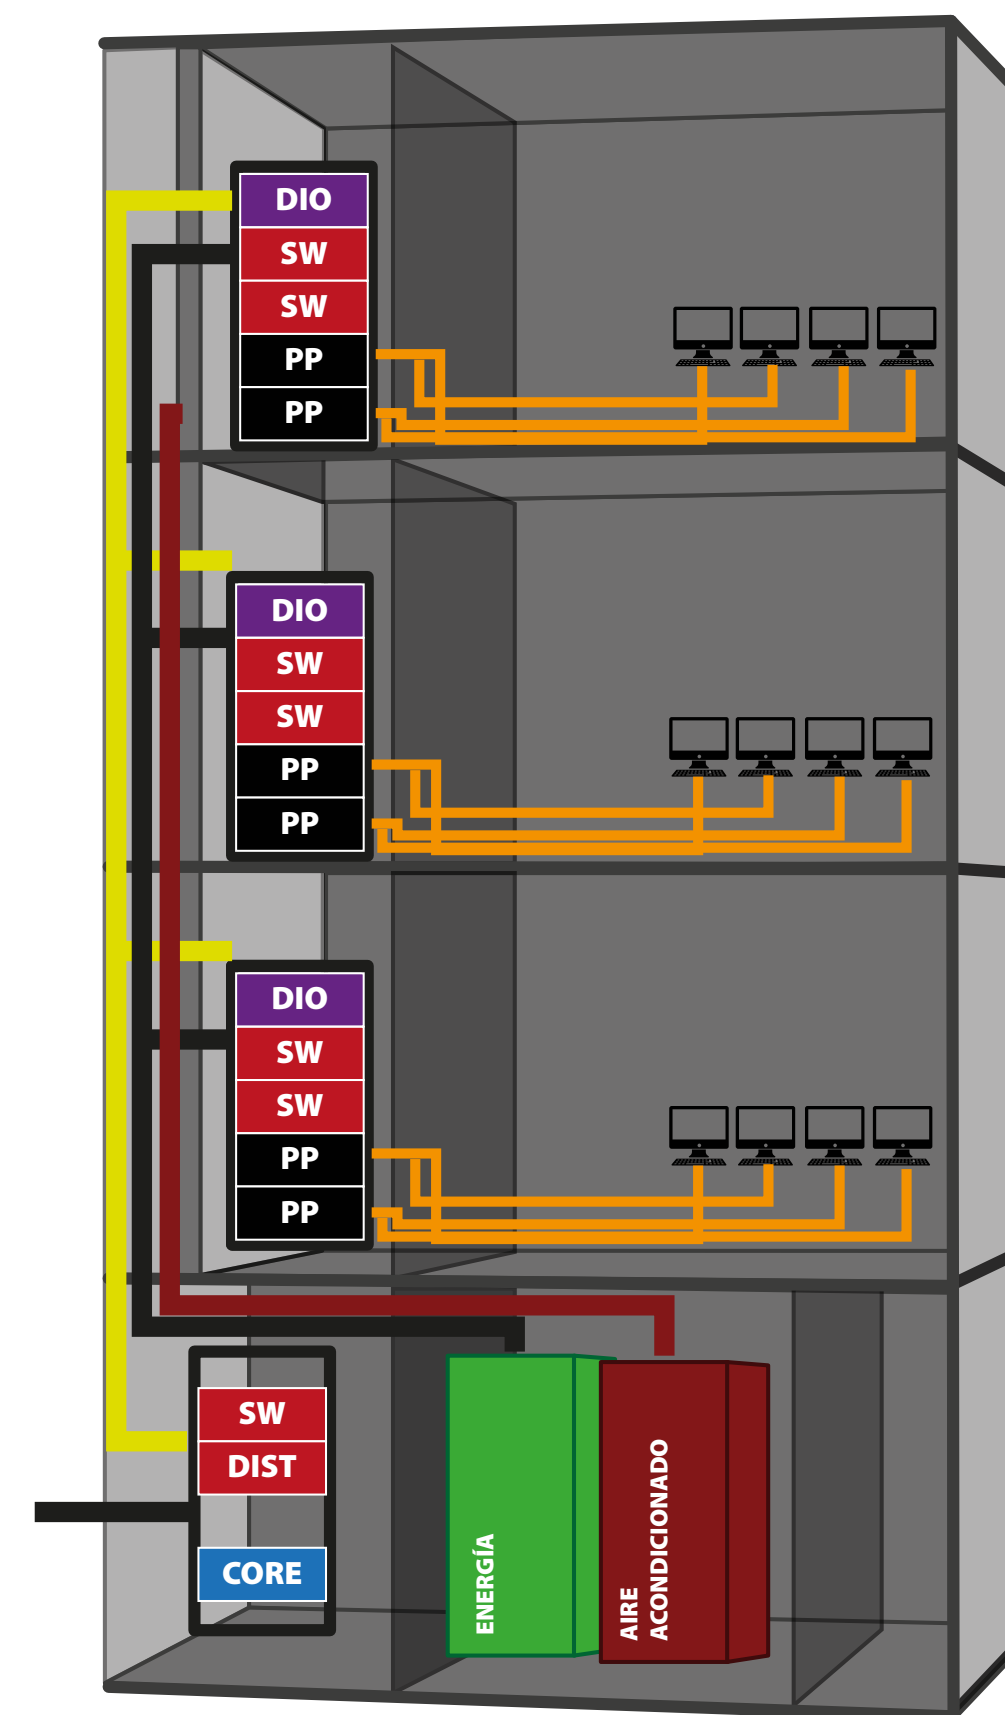 DIO
SW
SW
PP
PP
DIO
SW
SW
PP
PP
DIO
SW
SW
PP
PP
SW
DIST
CORE
ENERGÍA
AIRE
ACONDICIONADO